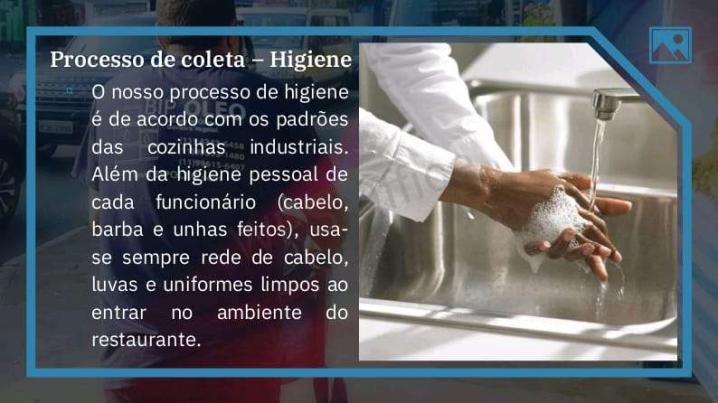 Processo de coleta – Higiene
O nosso processo de higiene
é de acordo com os padrões
das cozinhas industriais.
Além da higiene pessoal de
cada funcionário (cabelo,
barba e unhas feitos), usa-
se sempre rede de cabelo,
luvas e uniformes limpos ao
entrar no ambiente do
restaurante.
BIP OLEO